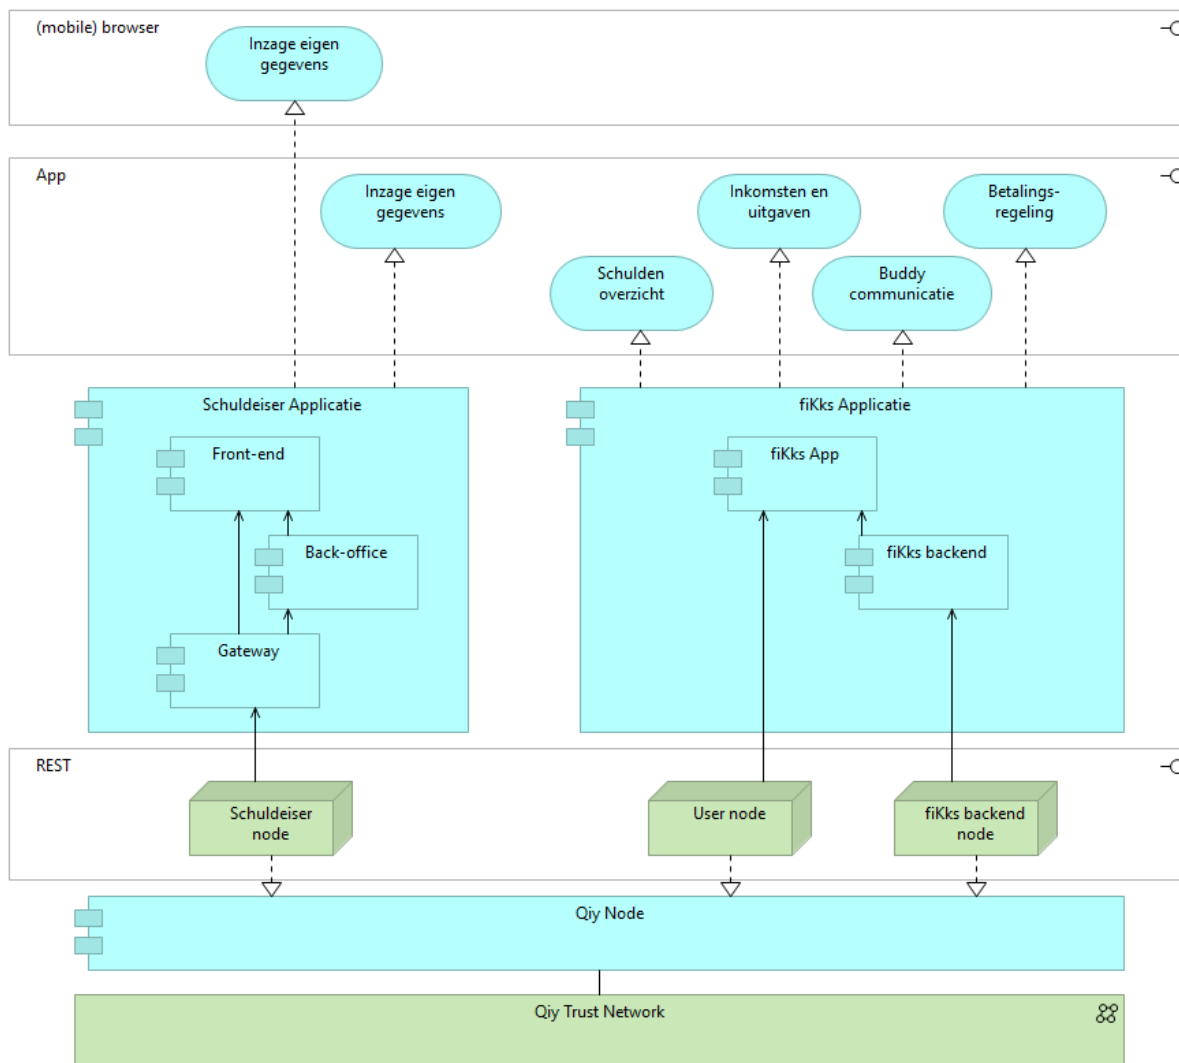 (mobile) browser
Inzage eigen
gegevens
App
Inzage eigen
gegevens
Inkomsten en
uitgaven
Betalings-
regeling
Schulden
overzicht
Buddy
communicatie
Schuldeiser Applicatie
Front-end
Back-office
Gateway
fiKks Applicatie
fiKks App
fiKks backend
REST
Schuldeiser
node
User node
fiKks backend
node
Qiy Node
Qiy Trust Network